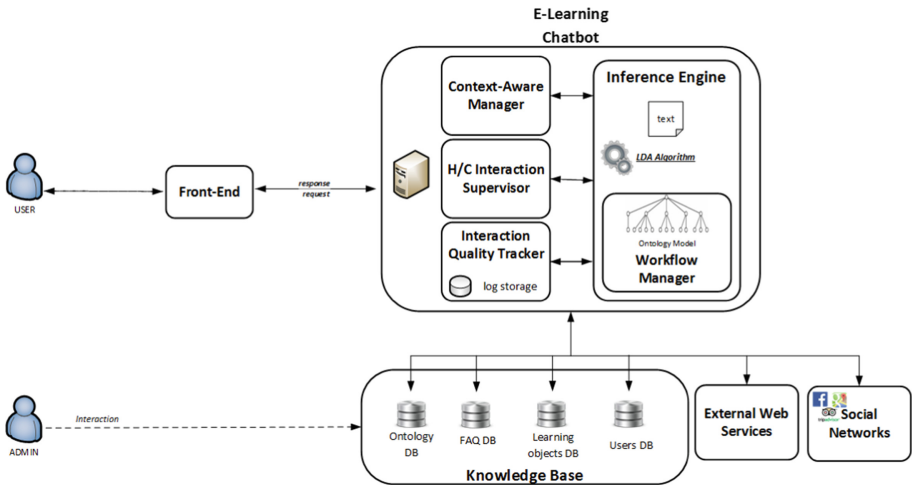 E-Learning
Chatbot
Context-Aware
Manager
Inference Engine
text
LDA Algorithm
H/C Interaction
Supervisor
response
request
Front-End
USER
Interaction
Quality Tracker
log storage
Ontology Model
Workflow
Manager
ADMIN
Interaction
Ontology
DB
FAQ DB
Learning
objects DB
Users DB
Knowledge Base
External Web
Services
Social
Networks